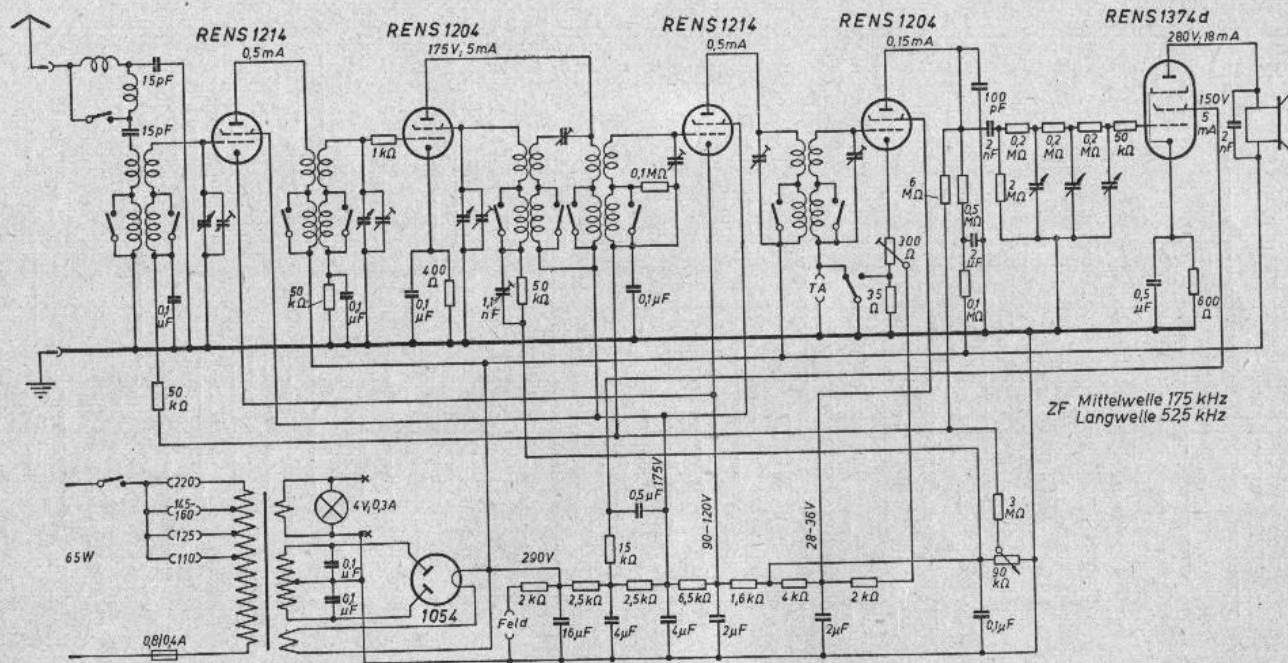 RENS 1214
0,5mA
RENS 1204
175V, 5mA
RENS 1214
0,5mA
RENS 1204
0,15mA
RENS 1374d
280V, 18mA
15pF
15pF
1kΩ
0,1MΩ
100
pF
2
nF
0,2
MΩ
0,2
MΩ
0,2
MΩ
50
kΩ
150V
5
mA
2
nF
6
MΩ
0,5
MΩ
2
MΩ
2
µF
0,1
MΩ
300
Ω
35
Ω
TA
0,1
µF
50
kΩ
0,1
µF
0,1
µF
400
Ω
1,1
nF
50
kΩ
0,1µF
0,5
µF
600
Ω
50
kΩ
ZF Mittelwelle 175 kHz
Langwelle 52,5 kHz
220
145-
160
125
110
65W
0,8/0,4A
4V, 0,3A
0,1
µF
0,1
µF
1054
290V
Feld
0,5µF
175V
90-120V
28-36V
15
kΩ
2 kΩ
2,5kΩ
2,5kΩ
6,5kΩ
1,6kΩ
4 kΩ
2 kΩ
16µF
4µF
4µF
2µF
2µF
3
MΩ
90
kΩ
0,1µF